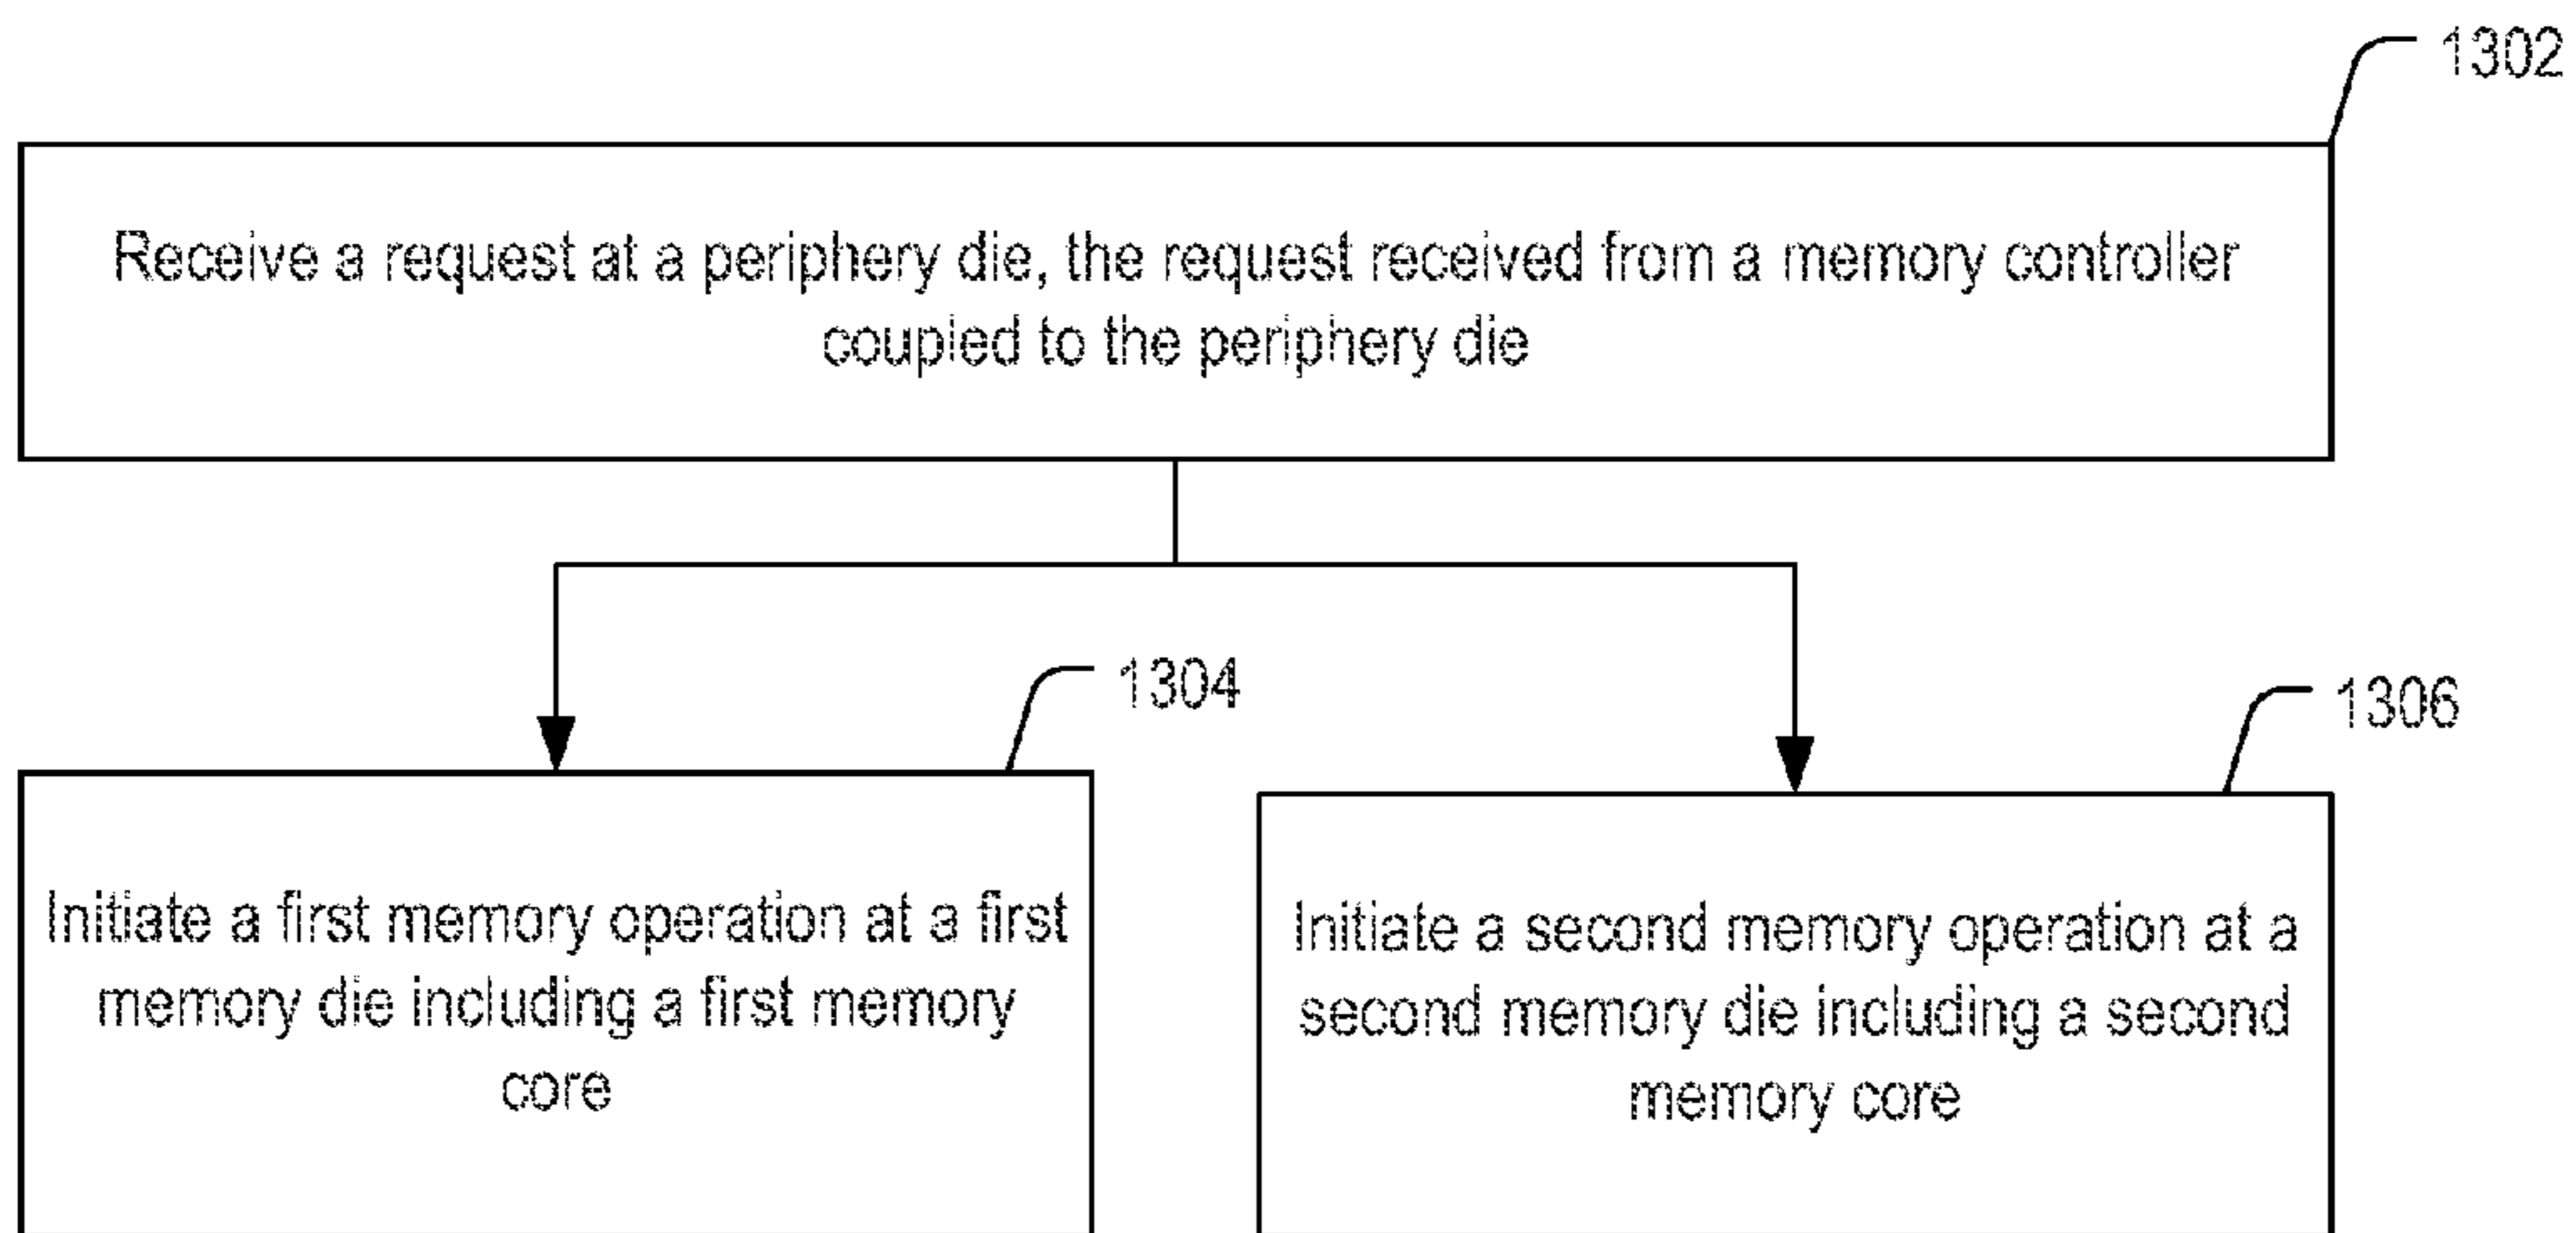 1302
Receive a request at a periphery die, the request received from a memory controller
coupled to the periphery die
1304
1306
Initiate a first memory operation at a first
memory die including a first memory
core
Initiate a second memory operation at a
second memory die including a second
memory core